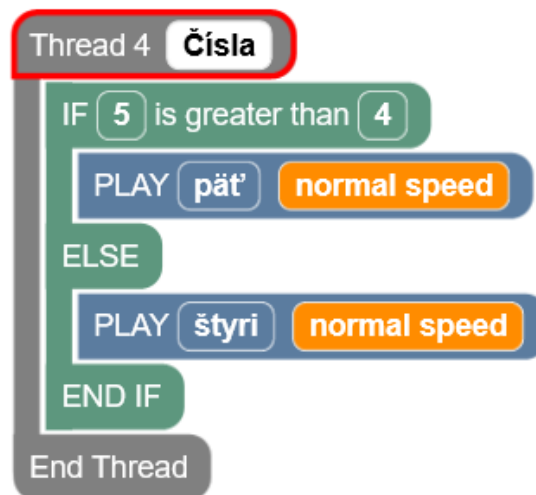 Thread 4 Čísla
IF 5 is greater than 4
PLAY päť normal speed
ELSE
PLAY štyri normal speed
END IF
End Thread